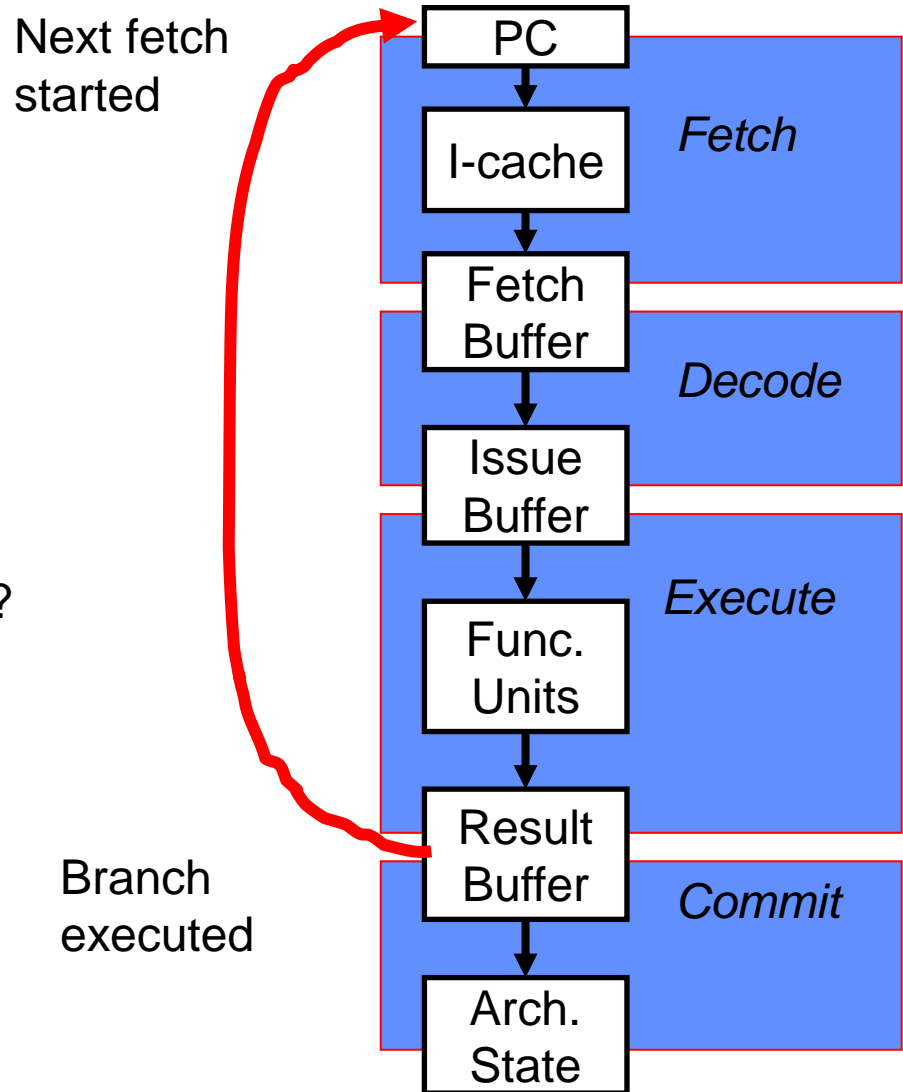 Next fetch
started
PC
I-cache
Fetch
Fetch
Buffer
Decode
Issue
Buffer
?
Execute
Func.
Units
Result
Buffer
Branch
executed
Commit
Arch.
State